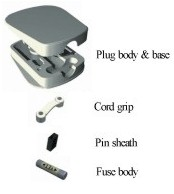 Plug body & base
Cord grip
Pin sheath
Fuse body